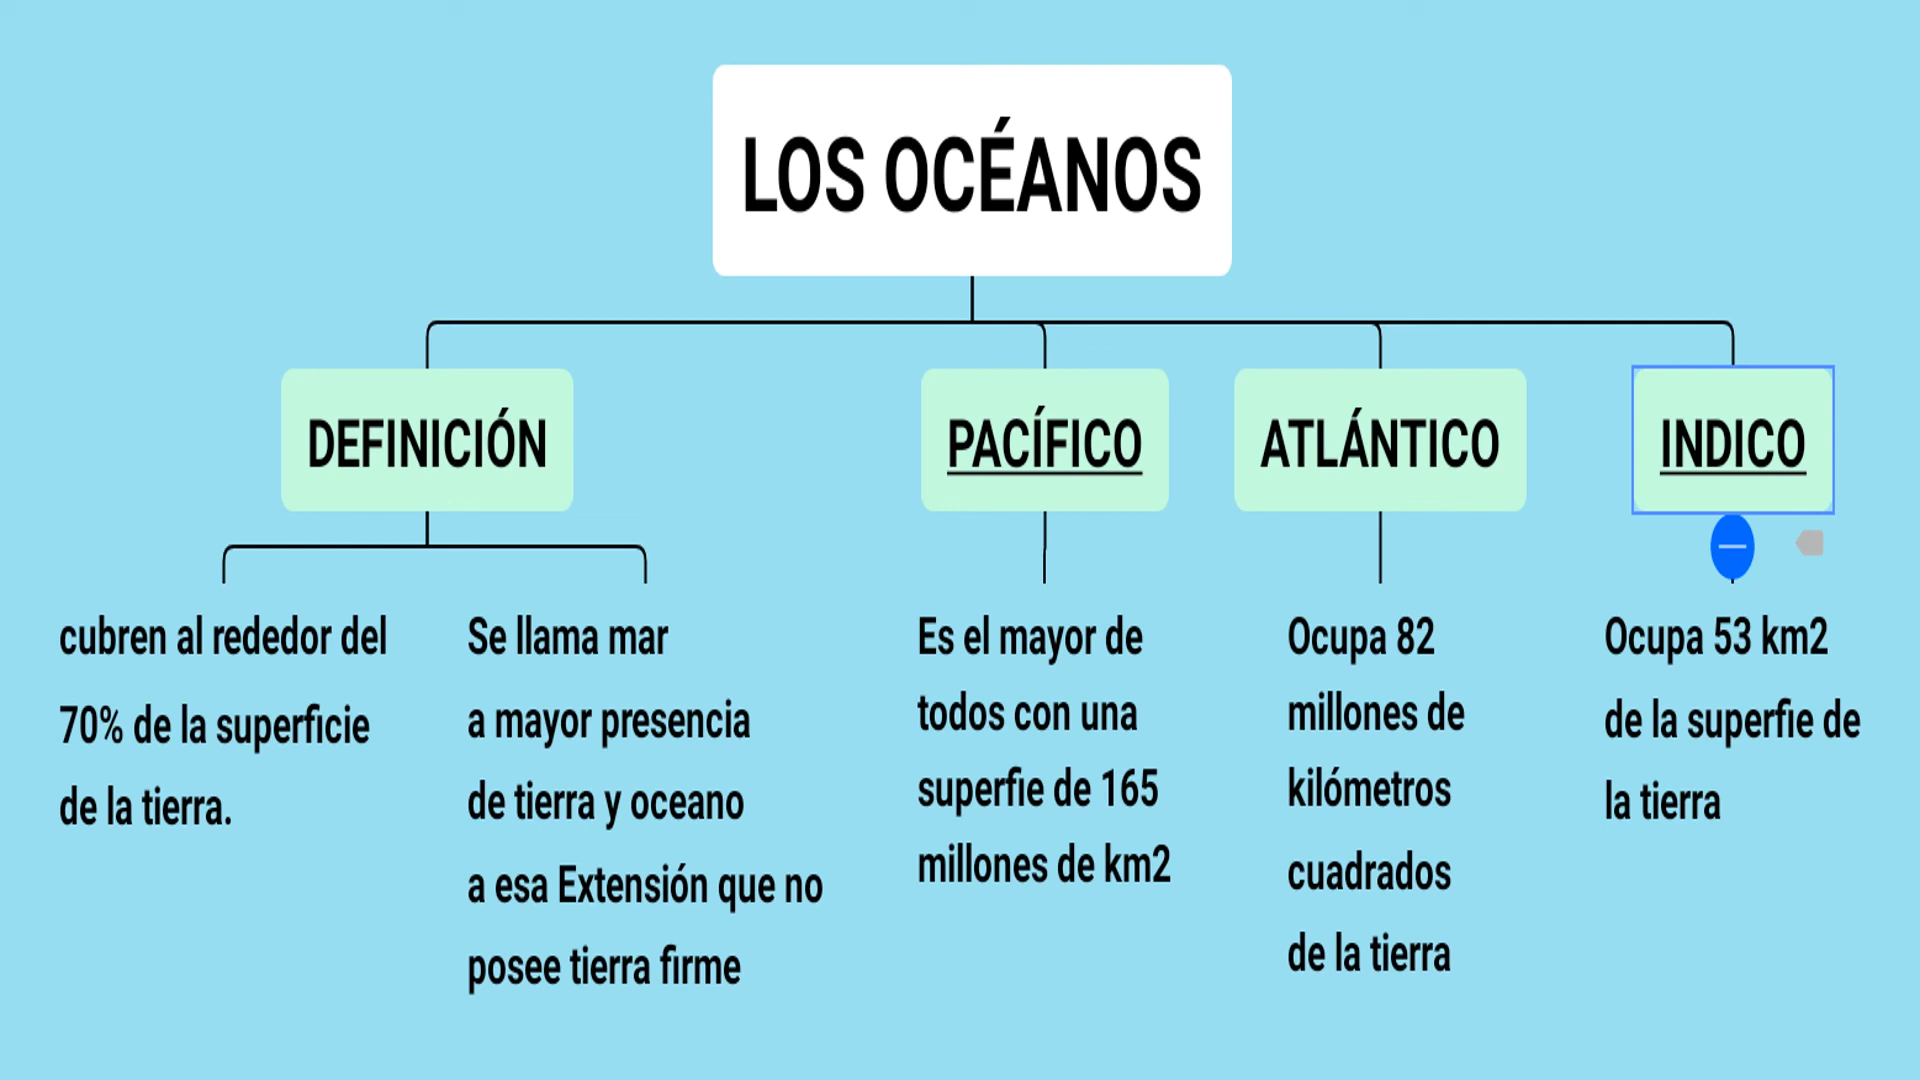 LOS OCÉANOS
DEFINICIÓN
PACÍFICO
ATLÁNTICO
INDICO
cubren al rededor del
70% de la superficie
de la tierra.
Se llama mar
a mayor presencia
de tierra y oceano
a esa Extensión que no
posee tierra firme
Es el mayor de
todos con una
superfie de 165
millones de km2
Ocupa 82
millones de
kilómetros
cuadrados
de la tierra
Ocupa 53 km2
de la superfie de
la tierra